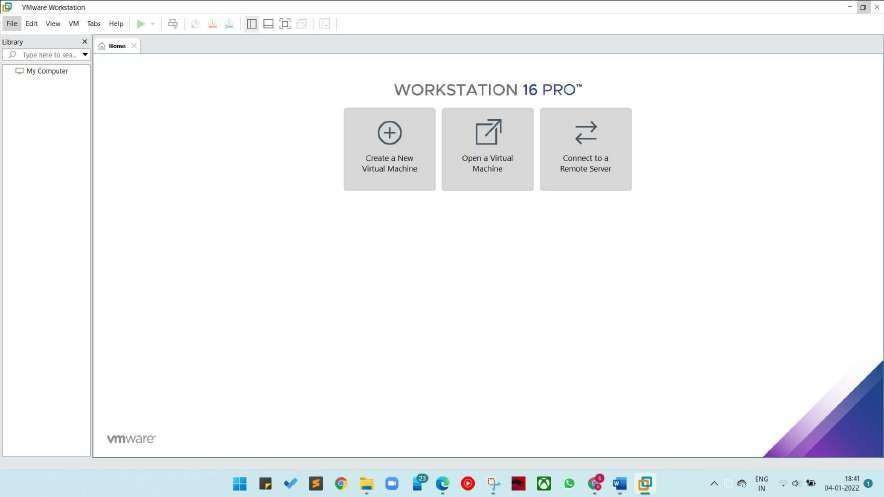 VMware Workstation
File Edit View VM Tabs Help
Library
Type here to sea...
My Computer
Home
WORKSTATION 16 PRO™
Create a New
Virtual Machine
Open a Virtual
Machine
Connect to a
Remote Server
vmware
ENG
IN
18:41
04-01-2022
1